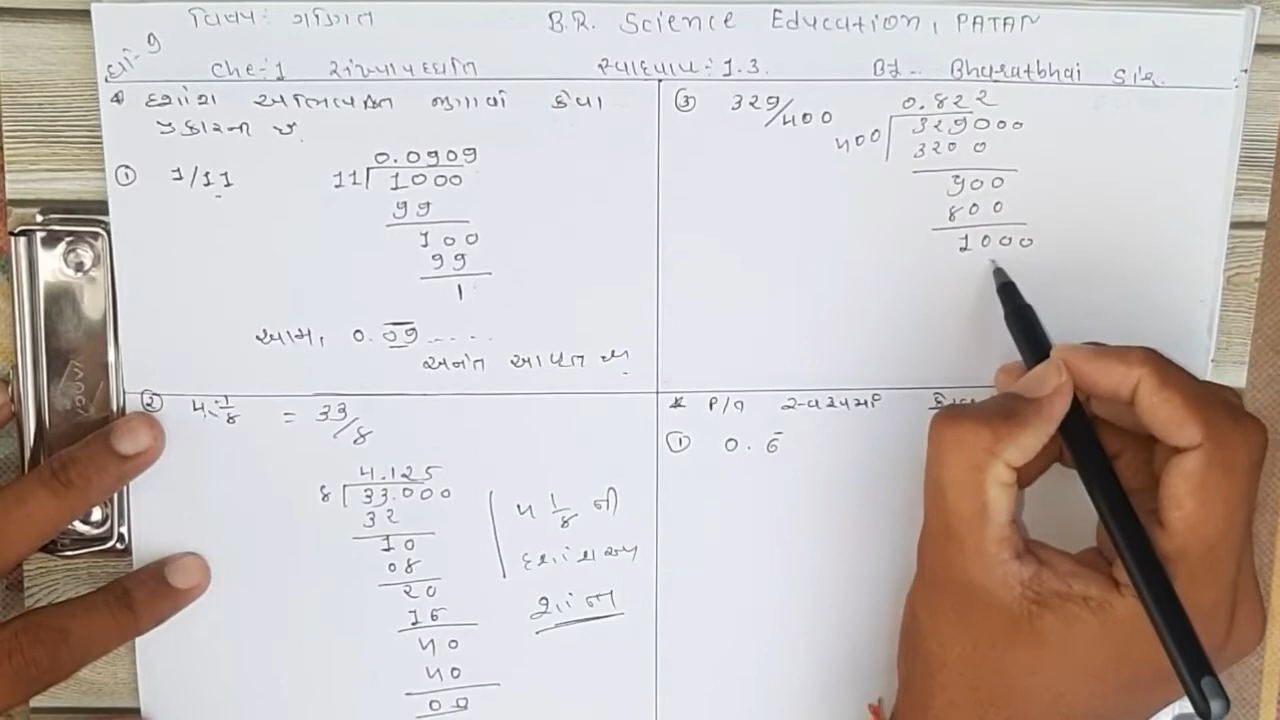 ધો-9
વિષય: ગણિત B.R. Science Education, PATAN
Che:1 સંખ્યા પદ્ધતિ સ્વાધ્યાય: 1.3. By.. Bharatbhai Sir.
* દશાંશ અભિવ્યક્તિ જણાવો કેવા
પ્રકારની છે.
① 1/11
0.0909
11 1000
99
100
99
1
આમ, 0.09.....
અનંત આવૃત છે.
② 4 1/8 = 33/8
4.125
8 33.000
32
10
08
20
16
40
40
00
4 1/8 ની
દશાંશરૂપ
શાંત
③ 329/400
0.822
400 329000
3200
900
800
1000
* P/q સ્વરૂપમાં
① 0.6̄